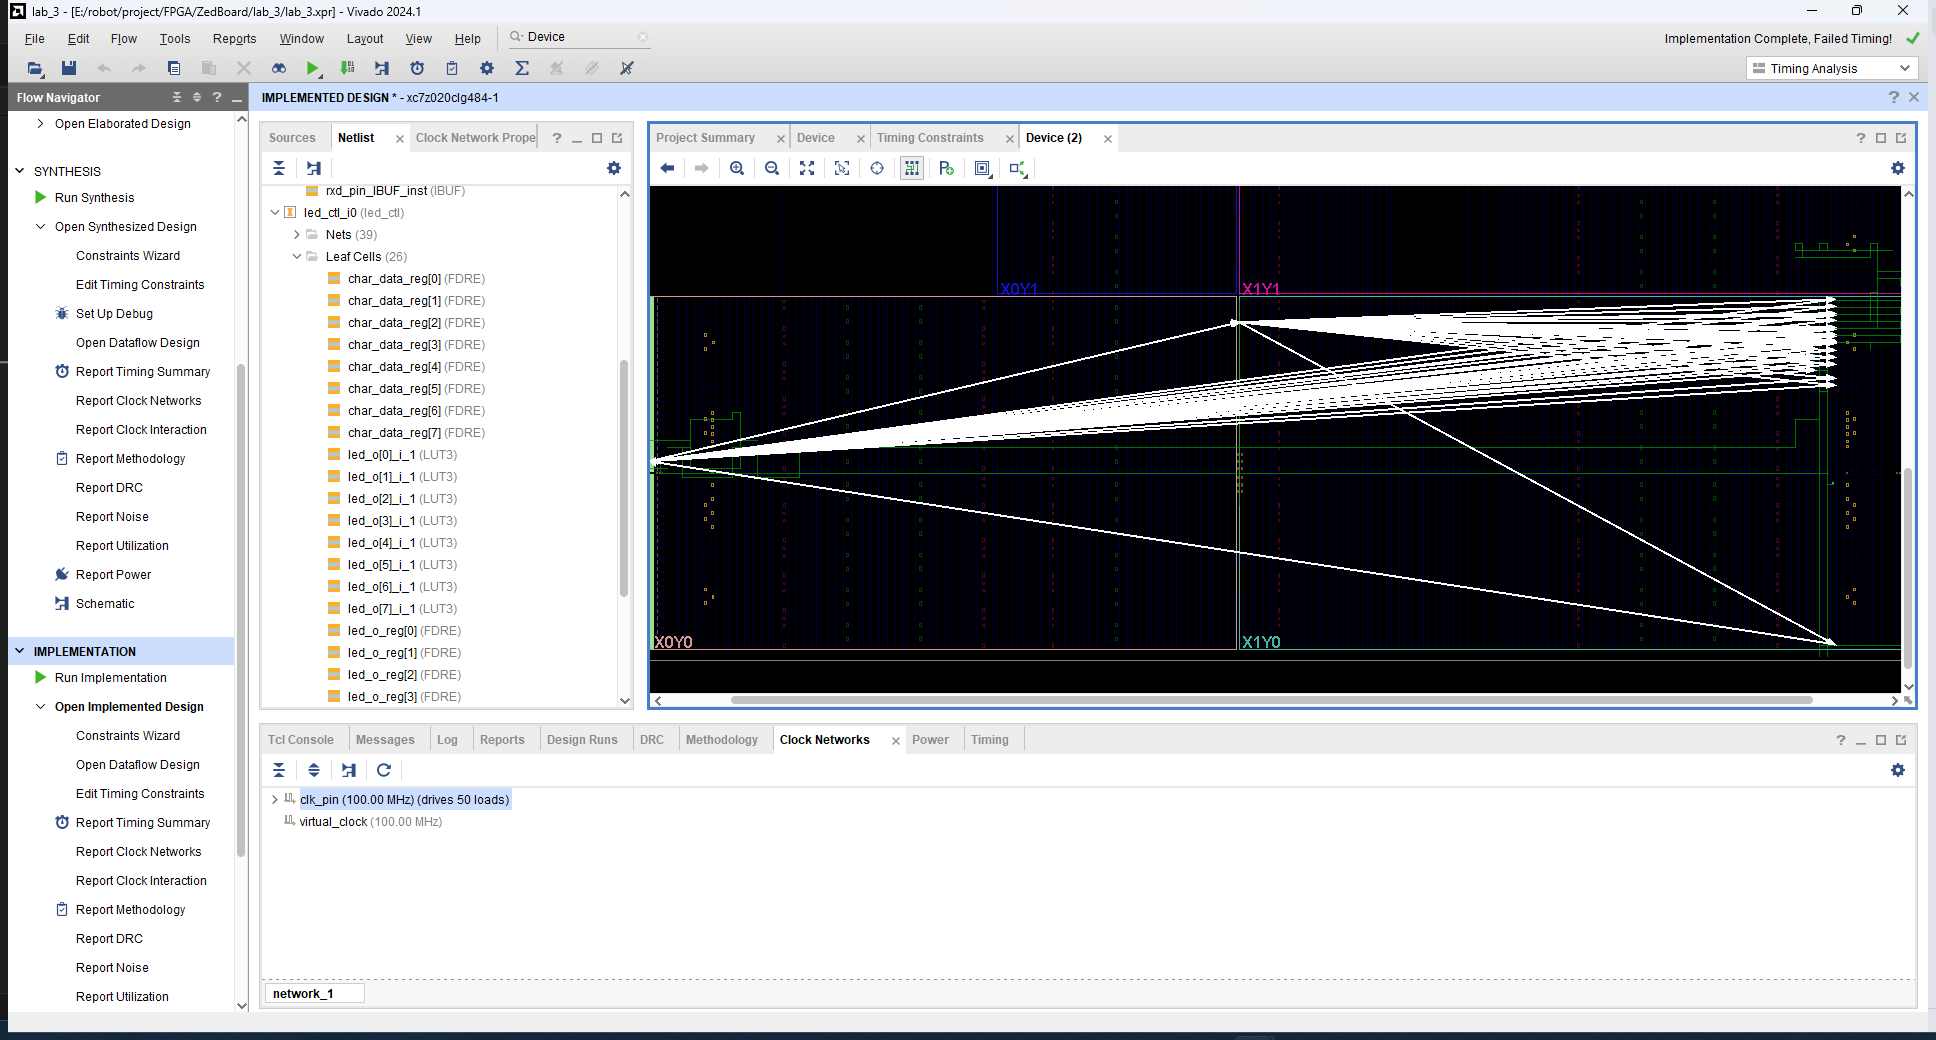 lab_3 - [E:/robot/project/FPGA/ZedBoard/lab_3/lab_3.xpr] - Vivado 2024.1
File Edit Flow Tools Reports Window Layout View Help Device
Implementation Complete, Failed Timing!
Timing Analysis
Flow Navigator
IMPLEMENTED DESIGN * - xc7z020clg484-1
Open Elaborated Design
SYNTHESIS
Run Synthesis
Open Synthesized Design
Constraints Wizard
Edit Timing Constraints
Set Up Debug
Open Dataflow Design
Report Timing Summary
Report Clock Networks
Report Clock Interaction
Report Methodology
Report DRC
Report Noise
Report Utilization
Report Power
Schematic
IMPLEMENTATION
Run Implementation
Open Implemented Design
Constraints Wizard
Open Dataflow Design
Edit Timing Constraints
Report Timing Summary
Report Clock Networks
Report Clock Interaction
Report Methodology
Report DRC
Report Noise
Report Utilization
Sources Netlist Clock Network Prope
rxd_pin_IBUF_inst (IBUF)
led_ctl_i0 (led_ctl)
Nets (39)
Leaf Cells (26)
char_data_reg[0] (FDRE)
char_data_reg[1] (FDRE)
char_data_reg[2] (FDRE)
char_data_reg[3] (FDRE)
char_data_reg[4] (FDRE)
char_data_reg[5] (FDRE)
char_data_reg[6] (FDRE)
char_data_reg[7] (FDRE)
led_o[0]_i_1 (LUT3)
led_o[1]_i_1 (LUT3)
led_o[2]_i_1 (LUT3)
led_o[3]_i_1 (LUT3)
led_o[4]_i_1 (LUT3)
led_o[5]_i_1 (LUT3)
led_o[6]_i_1 (LUT3)
led_o[7]_i_1 (LUT3)
led_o_reg[0] (FDRE)
led_o_reg[1] (FDRE)
led_o_reg[2] (FDRE)
led_o_reg[3] (FDRE)
Project Summary Device Timing Constraints Device (2)
X0Y1 X1Y1
X0Y0 X1Y0
Tcl Console Messages Log Reports Design Runs DRC Methodology Clock Networks Power Timing
clk_pin (100.00 MHz) (drives 50 loads)
virtual_clock (100.00 MHz)
network_1